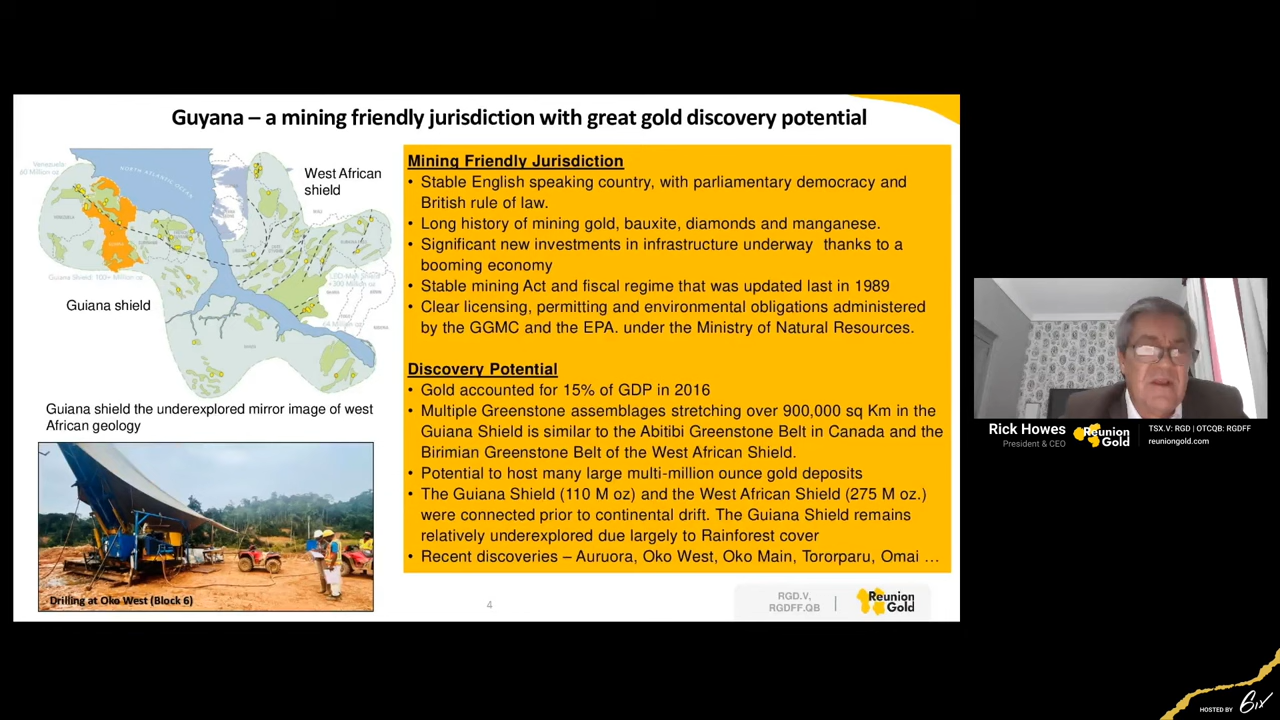 Guyana – a mining friendly jurisdiction with great gold discovery potential
NORTH ATLANTIC OCEAN
Venezuela
West African
shield
Guiana shield
Guiana shield the underexplored mirror image of west
African geology
Drilling at Oko West (Block 6)
Mining Friendly Jurisdiction
• Stable English speaking country, with parliamentary democracy and
British rule of law.
• Long history of mining gold, bauxite, diamonds and manganese.
• Significant new investments in infrastructure underway thanks to a
booming economy
• Stable mining Act and fiscal regime that was updated last in 1989
• Clear licensing, permitting and environmental obligations administered
by the GGMC and the EPA. under the Ministry of Natural Resources.
Discovery Potential
• Gold accounted for 15% of GDP in 2016
• Multiple Greenstone assemblages stretching over 900,000 sq Km in the
Guiana Shield is similar to the Abitibi Greenstone Belt in Canada and the
Birimian Greenstone Belt of the West African Shield.
• Potential to host many large multi-million ounce gold deposits
• The Guiana Shield (110 M oz) and the West African Shield (275 M oz.)
were connected prior to continental drift. The Guiana Shield remains
relatively underexplored due largely to Rainforest cover
• Recent discoveries – Auruora, Oko West, Oko Main, Tororparu, Omai …
4
RGD.V,
RGDFF.QB
Reunion
Gold
Rick Howes
President & CEO
Reunion
Gold
TSX.V: RGD | OTCQB: RGDFF
reuniongold.com
HOSTED BY 6ix